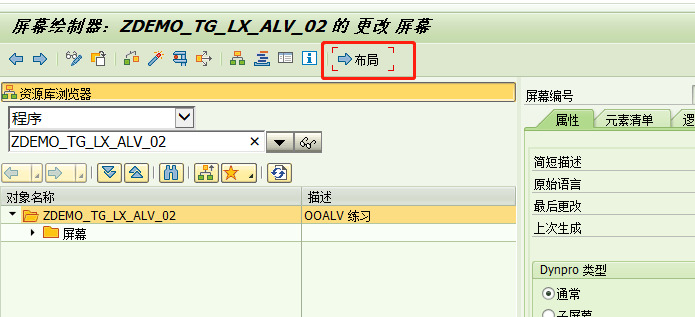 屏幕绘制器：ZDEMO_TG_LX_ALV_02 的 更改 屏幕
布局
资源库浏览器
程序
ZDEMO_TG_LX_ALV_02
对象名称 描述
ZDEMO_TG_LX_ALV_02 OOALV 练习
屏幕
屏幕编号
属性 元素清单
简短描述
原始语言
最后更改
上次生成
Dynpro 类型
通常